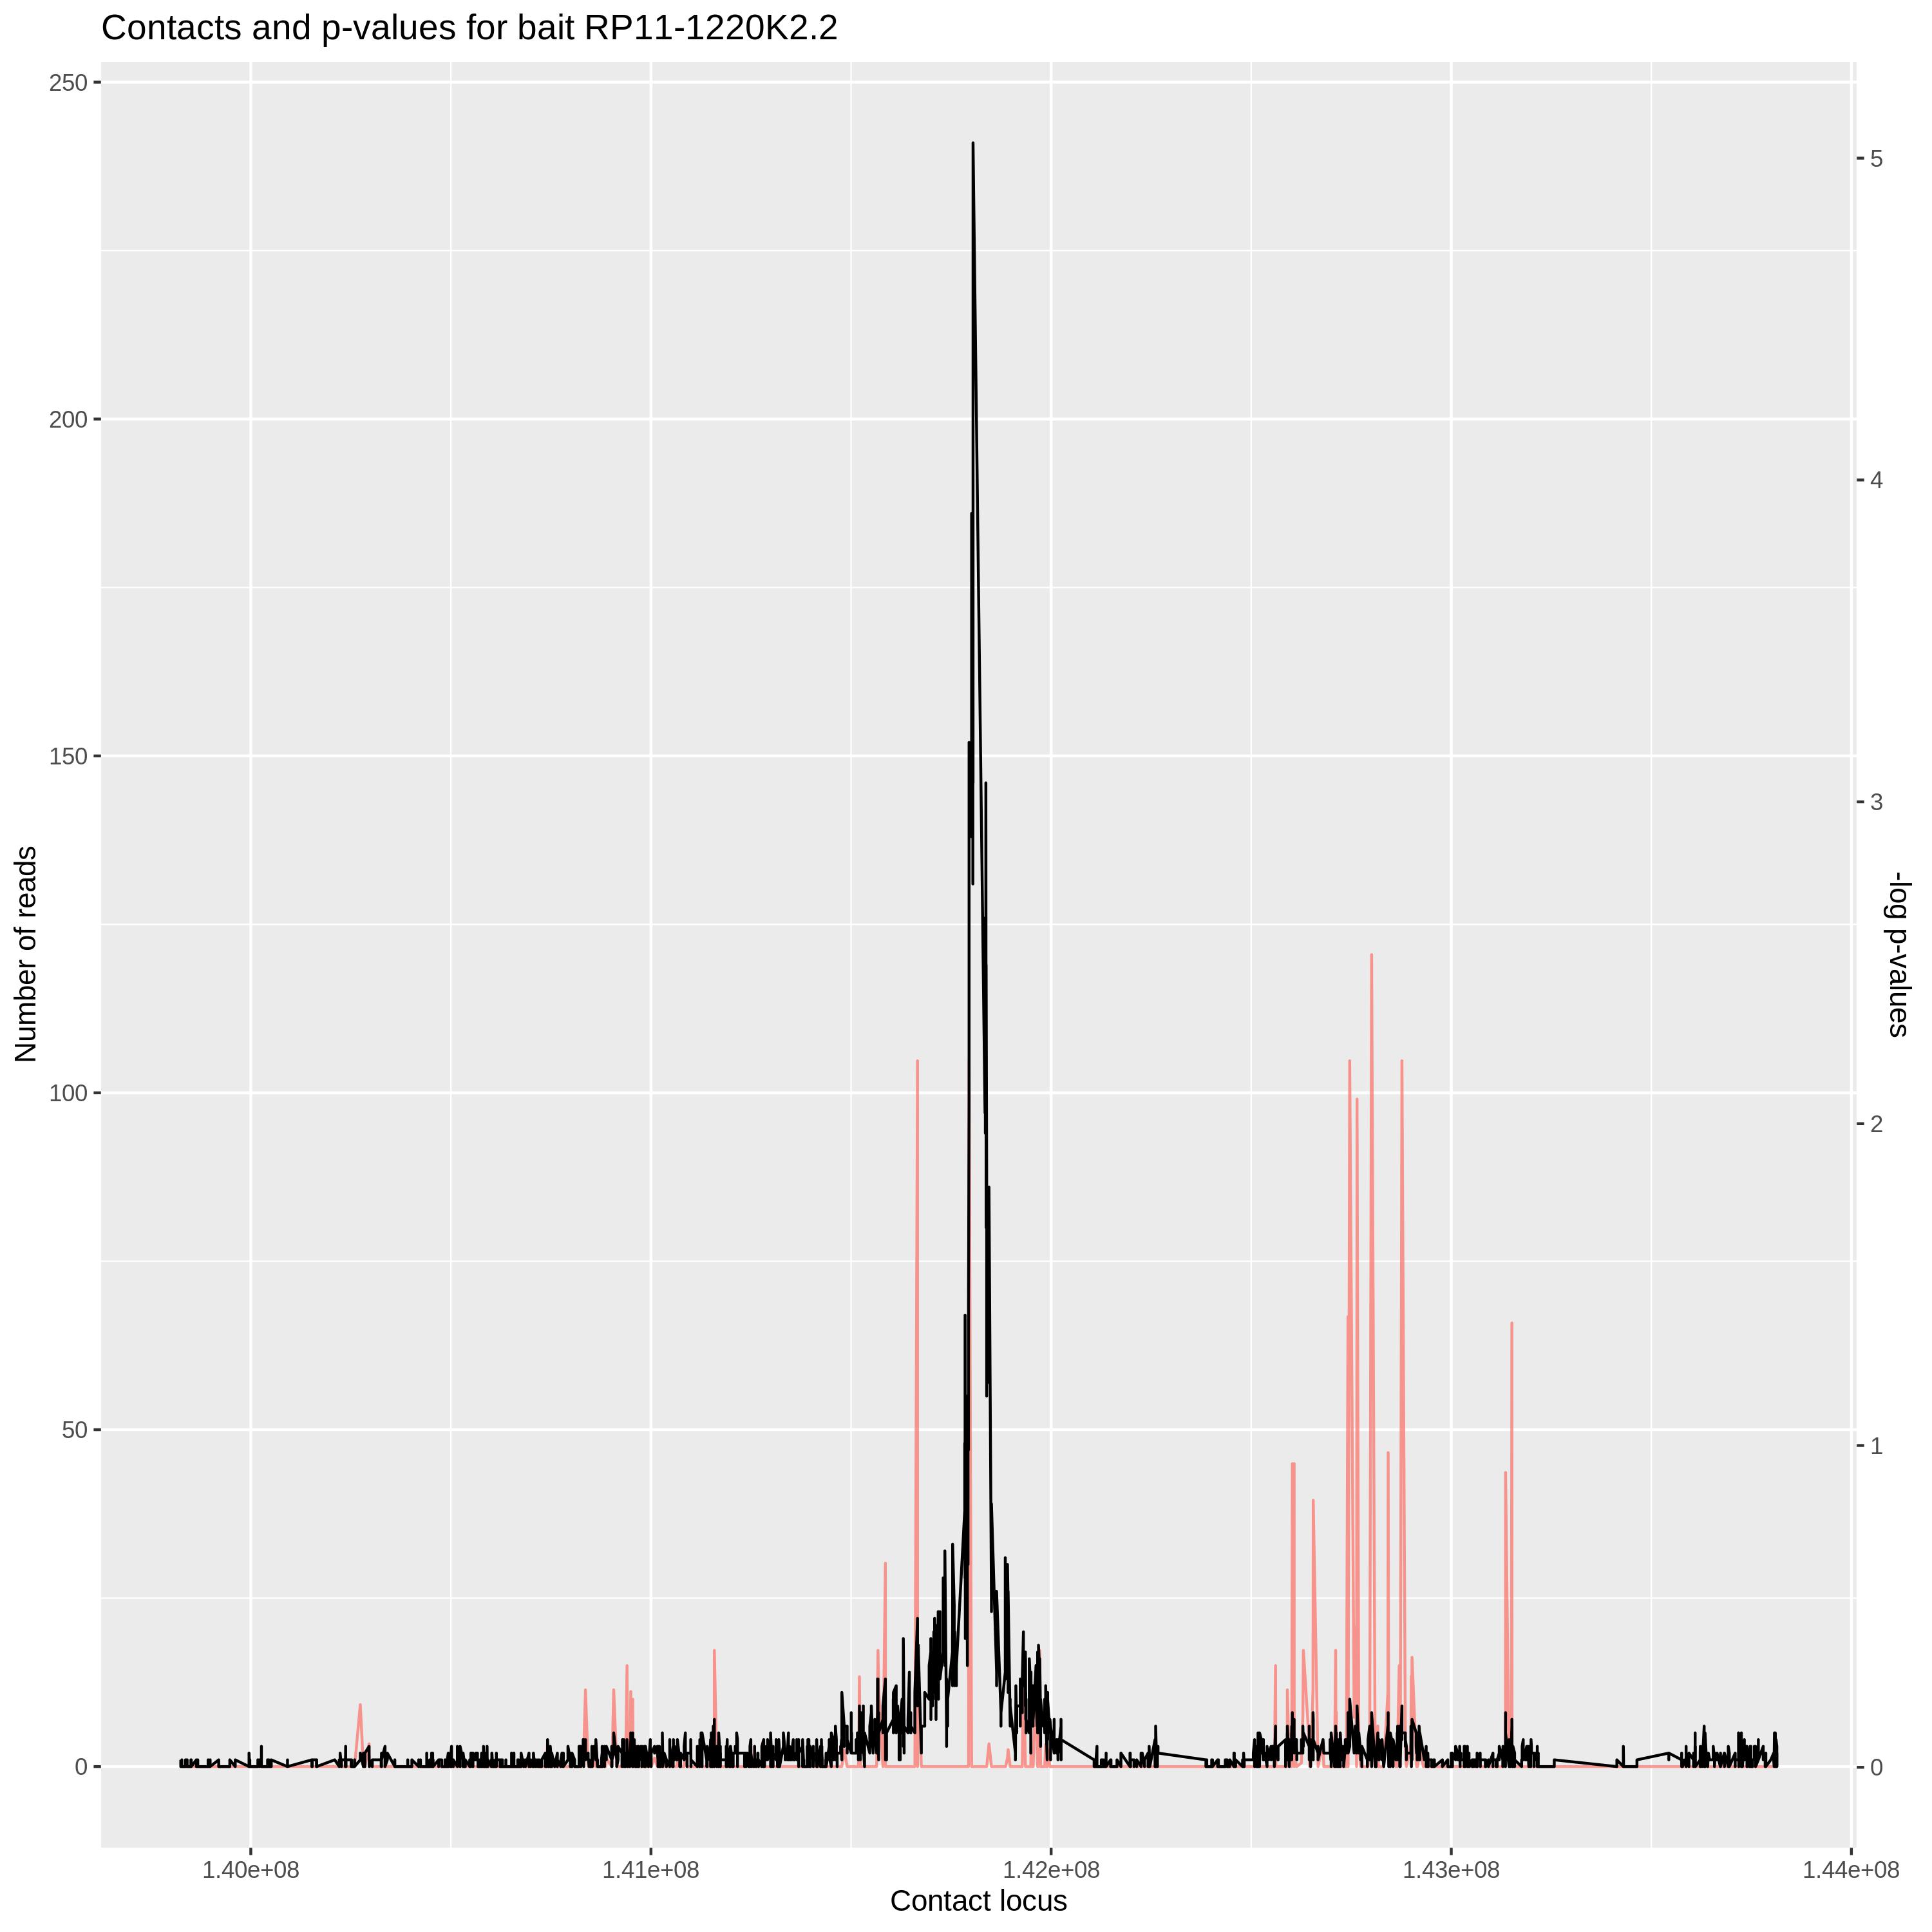 Contacts and p-values for bait RP11-1220K2.2
250
200
150
100
50
0
Number of reads
5
4
3
2
1
0
-log p-values
1.40e+08 1.41e+08 1.42e+08 1.43e+08 1.44e+08
Contact locus